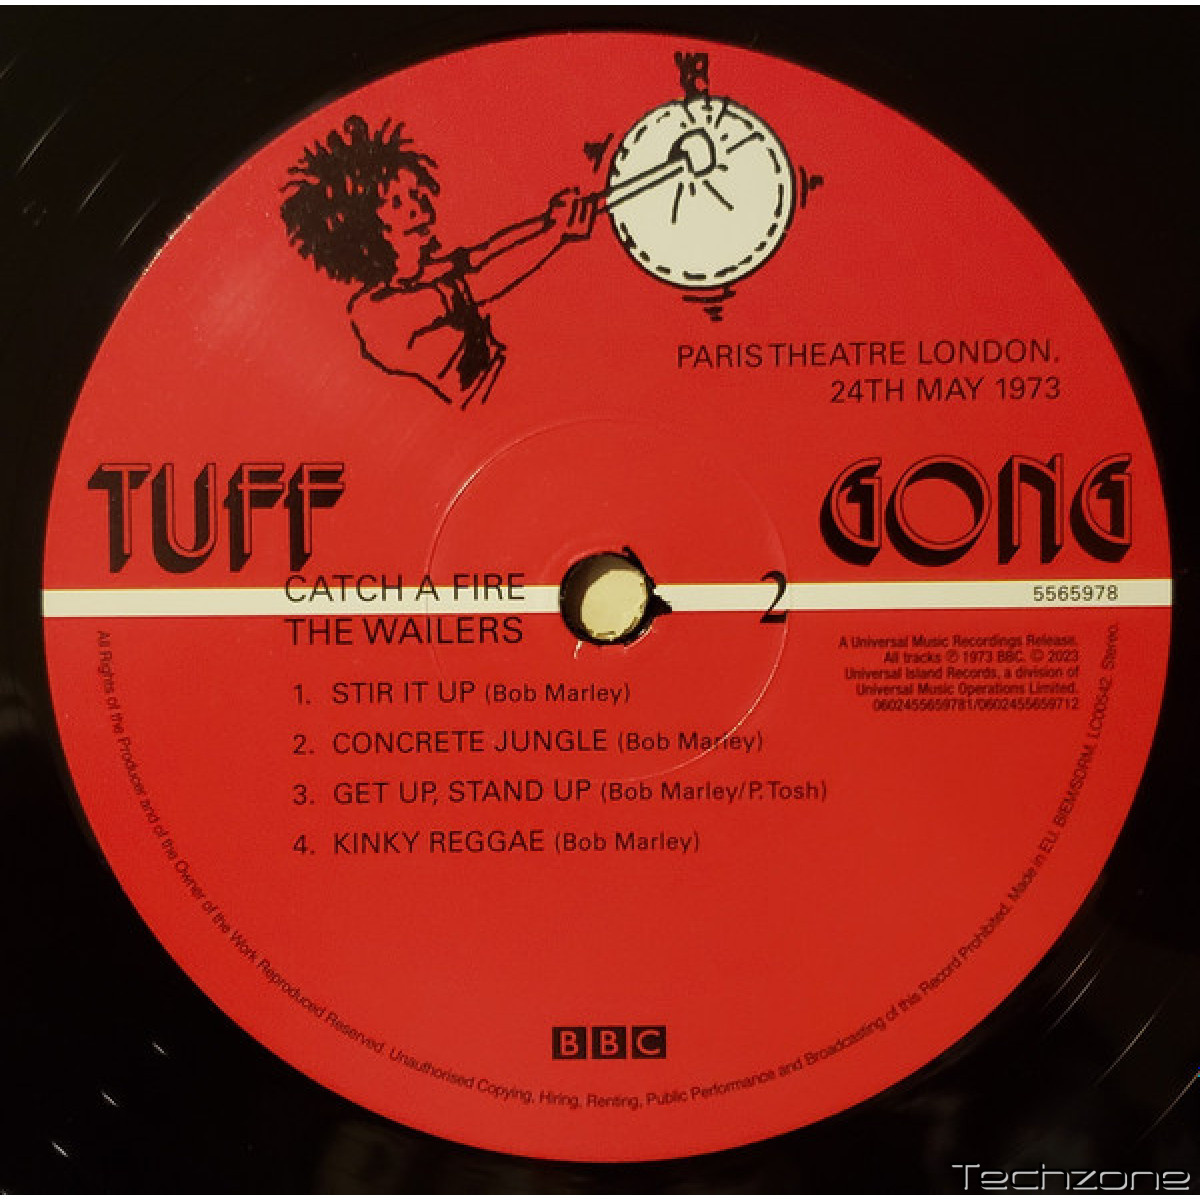 PARIS THEATRE LONDON.
24TH MAY 1973
TUFF GONG
CATCH A FIRE
THE WAILERS
2
5565978
A Universal Music Recordings Release.
All tracks ℗ 1973 BBC. © 2023
Universal Island Records, a division of
Universal Music Operations Limited.
0602455659781/0602455659712
1. STIR IT UP (Bob Marley)
2. CONCRETE JUNGLE (Bob Marley)
3. GET UP, STAND UP (Bob Marley/P. Tosh)
4. KINKY REGGAE (Bob Marley)
BBC
All Rights of the Producer and of the Owner of the Work Reproduced Reserved. Unauthorised Copying, Hiring, Renting, Public Performance and Broadcasting of this Record Prohibited. Made in EU. BIEM/SDRM. LC00542. Stereo.
Techzone